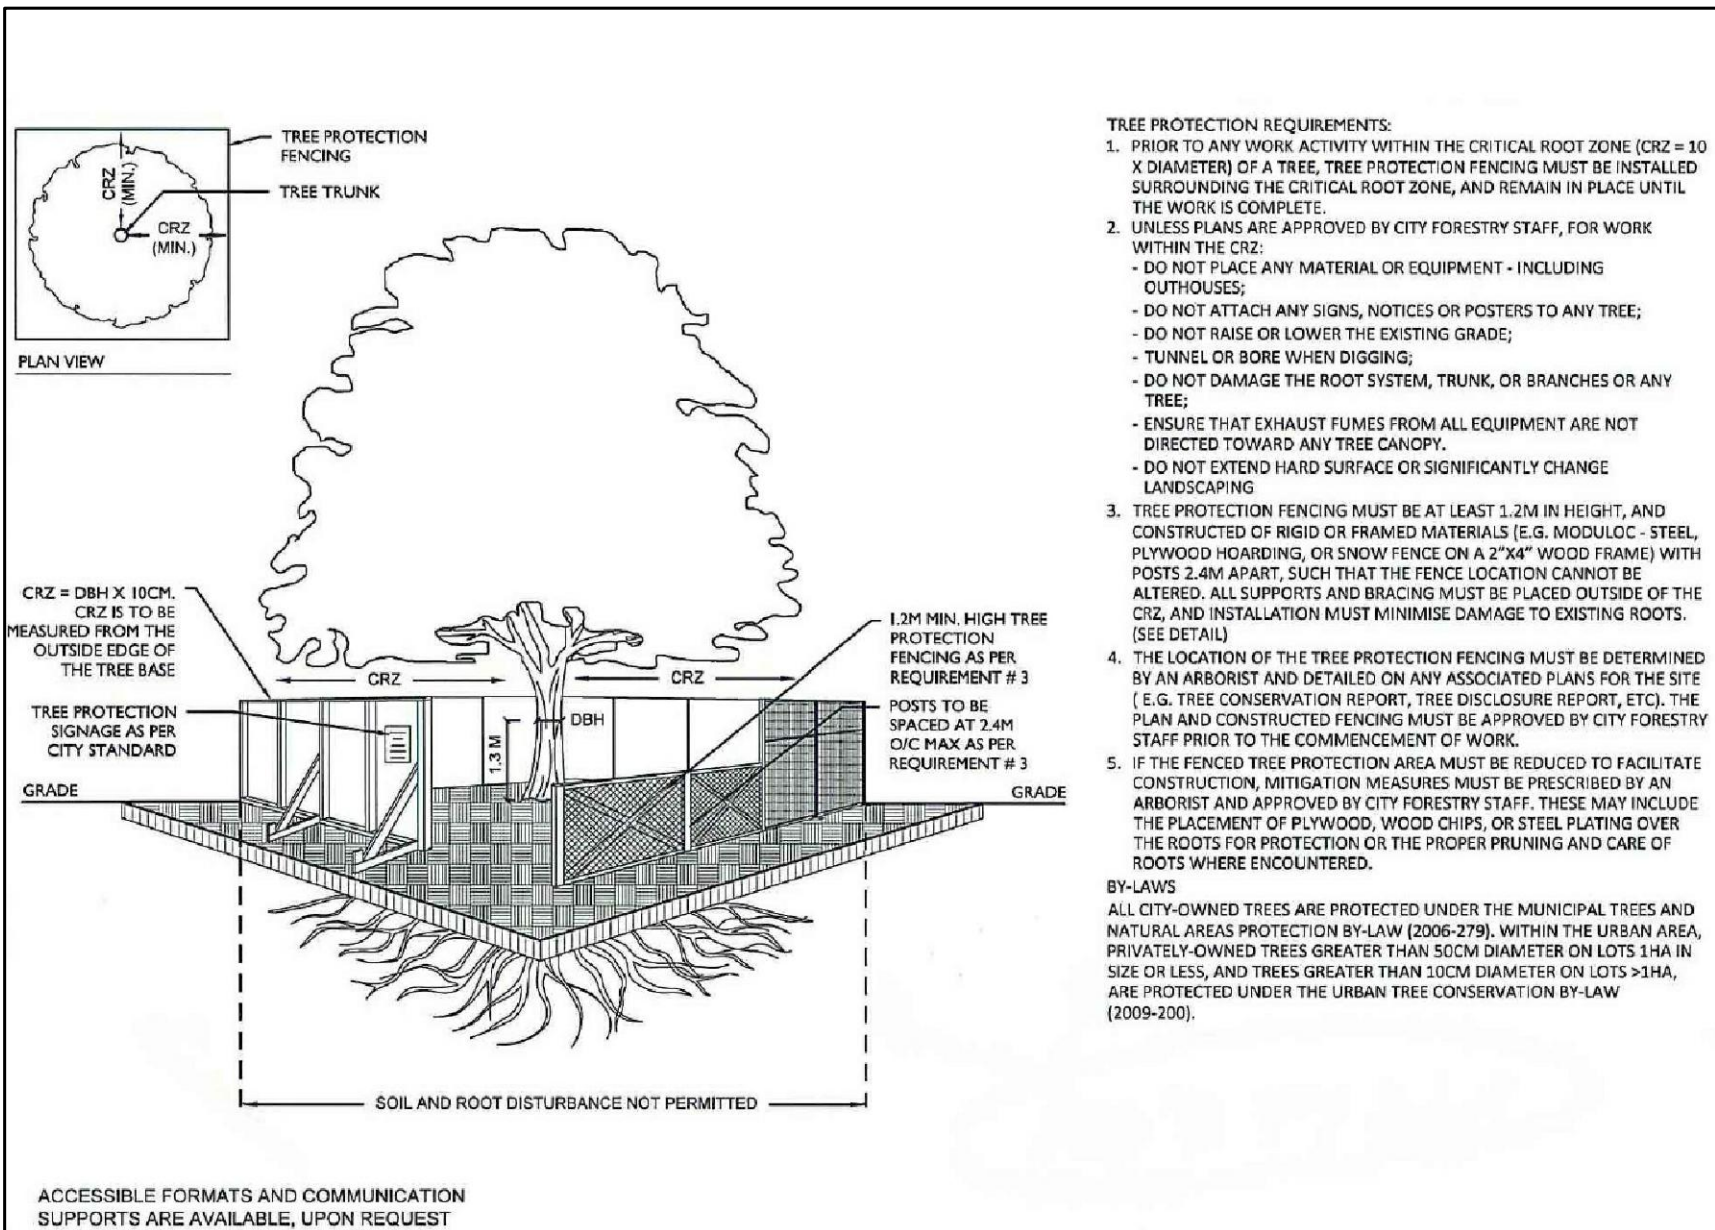 TREE PROTECTION
FENCING
TREE TRUNK
CRZ
(MIN.)
CRZ
(MIN.)
PLAN VIEW
CRZ = DBH X 10CM.
CRZ IS TO BE
MEASURED FROM THE
OUTSIDE EDGE OF
THE TREE BASE
TREE PROTECTION
SIGNAGE AS PER
CITY STANDARD
GRADE
CRZ
CRZ
DBH
1.3 M
1.2M MIN. HIGH TREE
PROTECTION
FENCING AS PER
REQUIREMENT # 3
POSTS TO BE
SPACED AT 2.4M
O/C MAX AS PER
REQUIREMENT # 3
GRADE
SOIL AND ROOT DISTURBANCE NOT PERMITTED
ACCESSIBLE FORMATS AND COMMUNICATION
SUPPORTS ARE AVAILABLE, UPON REQUEST
TREE PROTECTION REQUIREMENTS:
1. PRIOR TO ANY WORK ACTIVITY WITHIN THE CRITICAL ROOT ZONE (CRZ = 10
X DIAMETER) OF A TREE, TREE PROTECTION FENCING MUST BE INSTALLED
SURROUNDING THE CRITICAL ROOT ZONE, AND REMAIN IN PLACE UNTIL
THE WORK IS COMPLETE.
2. UNLESS PLANS ARE APPROVED BY CITY FORESTRY STAFF, FOR WORK
WITHIN THE CRZ:
- DO NOT PLACE ANY MATERIAL OR EQUIPMENT - INCLUDING
OUTHOUSES;
- DO NOT ATTACH ANY SIGNS, NOTICES OR POSTERS TO ANY TREE;
- DO NOT RAISE OR LOWER THE EXISTING GRADE;
- TUNNEL OR BORE WHEN DIGGING;
- DO NOT DAMAGE THE ROOT SYSTEM, TRUNK, OR BRANCHES OR ANY
TREE;
- ENSURE THAT EXHAUST FUMES FROM ALL EQUIPMENT ARE NOT
DIRECTED TOWARD ANY TREE CANOPY.
- DO NOT EXTEND HARD SURFACE OR SIGNIFICANTLY CHANGE
LANDSCAPING
3. TREE PROTECTION FENCING MUST BE AT LEAST 1.2M IN HEIGHT, AND
CONSTRUCTED OF RIGID OR FRAMED MATERIALS (E.G. MODULOC - STEEL,
PLYWOOD HOARDING, OR SNOW FENCE ON A 2"X4" WOOD FRAME) WITH
POSTS 2.4M APART, SUCH THAT THE FENCE LOCATION CANNOT BE
ALTERED. ALL SUPPORTS AND BRACING MUST BE PLACED OUTSIDE OF THE
CRZ, AND INSTALLATION MUST MINIMISE DAMAGE TO EXISTING ROOTS.
(SEE DETAIL)
4. THE LOCATION OF THE TREE PROTECTION FENCING MUST BE DETERMINED
BY AN ARBORIST AND DETAILED ON ANY ASSOCIATED PLANS FOR THE SITE
( E.G. TREE CONSERVATION REPORT, TREE DISCLOSURE REPORT, ETC). THE
PLAN AND CONSTRUCTED FENCING MUST BE APPROVED BY CITY FORESTRY
STAFF PRIOR TO THE COMMENCEMENT OF WORK.
5. IF THE FENCED TREE PROTECTION AREA MUST BE REDUCED TO FACILITATE
CONSTRUCTION, MITIGATION MEASURES MUST BE PRESCRIBED BY AN
ARBORIST AND APPROVED BY CITY FORESTRY STAFF. THESE MAY INCLUDE
THE PLACEMENT OF PLYWOOD, WOOD CHIPS, OR STEEL PLATING OVER
THE ROOTS FOR PROTECTION OR THE PROPER PRUNING AND CARE OF
ROOTS WHERE ENCOUNTERED.
BY-LAWS
ALL CITY-OWNED TREES ARE PROTECTED UNDER THE MUNICIPAL TREES AND
NATURAL AREAS PROTECTION BY-LAW (2006-279). WITHIN THE URBAN AREA,
PRIVATELY-OWNED TREES GREATER THAN 50CM DIAMETER ON LOTS 1HA IN
SIZE OR LESS, AND TREES GREATER THAN 10CM DIAMETER ON LOTS >1HA,
ARE PROTECTED UNDER THE URBAN TREE CONSERVATION BY-LAW
(2009-200).